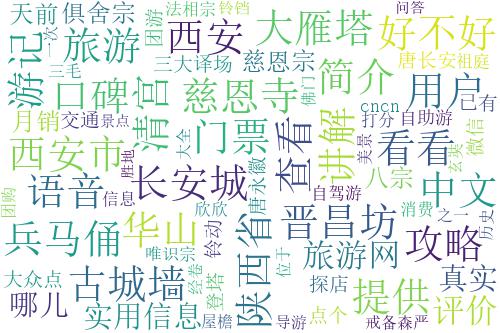 天前 俱舍宗
法相宗 铃铛
问答
游记
一次
旅游
团游
西安
大雁塔
好不好
三毛
三大译场
慈恩宗
佛门
简介
唐长安 祖庭
口碑
清宫
慈恩寺
用户
cncn
已有
月销
交通 景点
大全
门票
查看
讲解
打分
自助游
美景
看看
玄奘
微信
西安市
胜地
唐永徽
八宗
语音
信息
长安城
自驾游
中文
团购
兵马俑
华山
欣欣
陕西省
晋昌坊
消费
之一
历史
攻略
唯识宗
铃动
位于
旅游网
大众点
古城墙
经卷
登塔
探店
提供
真实
哪儿
实用信息
屋檐
导游
点个
戒备森严
评价